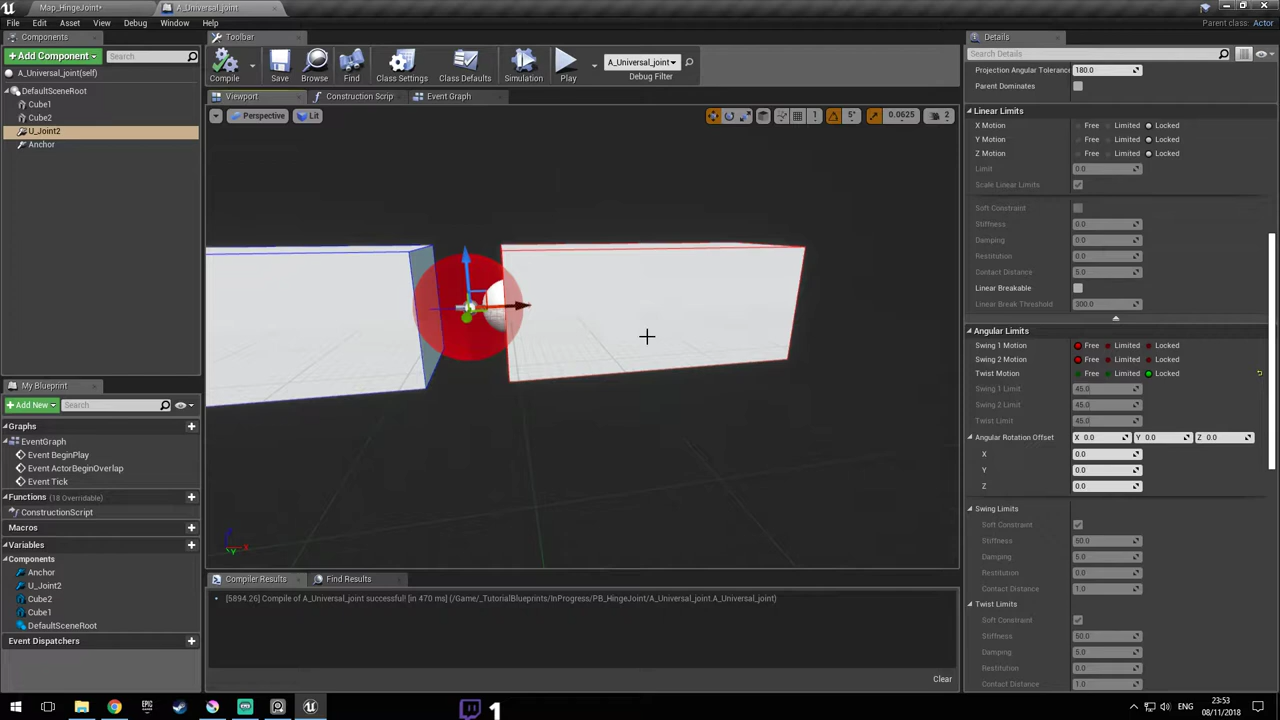 Map_HingeJoint*
A_Universal_joint
File Edit Asset View Debug Window Help
Parent class: Actor
Components
Toolbar
Details
+ Add Component
Search
Compile
Save
Browse
Find
Class Settings
Class Defaults
Simulation
Play
A_Universal_joint
Debug Filter
Search Details
A_Universal_joint(self)
DefaultSceneRoot
Cube1
Cube2
U_Joint2
Anchor
Viewport
Construction Scrip
Event Graph
Perspective
Lit
1
5°
0.0625
2
Projection Angular Tolerance 180.0
Parent Dominates
Linear Limits
X Motion Free Limited Locked
Y Motion Free Limited Locked
Z Motion Free Limited Locked
Limit 0.0
Scale Linear Limits
Soft Constraint
Stiffness 0.0
Damping 0.0
Restitution 0.0
Contact Distance 5.0
Linear Breakable
Linear Break Threshold 300.0
Angular Limits
Swing 1 Motion Free Limited Locked
Swing 2 Motion Free Limited Locked
Twist Motion Free Limited Locked
Swing 1 Limit 45.0
Swing 2 Limit 45.0
Twist Limit 45.0
Angular Rotation Offset X 0.0 Y 0.0 Z 0.0
X 0.0
Y 0.0
Z 0.0
Swing Limits
Soft Constraint
Stiffness 50.0
Damping 5.0
Restitution 0.0
Contact Distance 1.0
Twist Limits
Soft Constraint
Stiffness 50.0
Damping 5.0
Restitution 0.0
Contact Distance 1.0
My Blueprint
+ Add New
Search
Graphs
EventGraph
Event BeginPlay
Event ActorBeginOverlap
Event Tick
Functions (18 Overridable)
ConstructionScript
Macros
Variables
Components
Anchor
U_Joint2
Cube2
Cube1
DefaultSceneRoot
Event Dispatchers
Z
X
Y
Compiler Results
Find Results
[5894.26] Compile of A_Universal_joint successful! [in 470 ms] (/Game/_TutorialBlueprints/InProgress/PB_HingeJoint/A_Universal_joint.A_Universal_joint)
Clear
1
ENG
23:53
08/11/2018